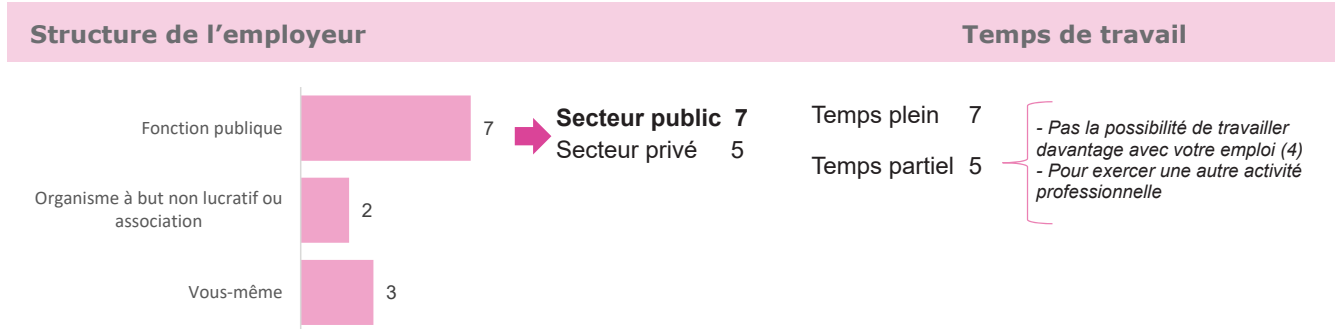 Structure de l'employeur
Temps de travail
Fonction publique
7
Organisme à but non lucratif ou
association
2
Vous-même
3
Secteur public 7
Secteur privé 5
Temps plein 7
Temps partiel 5
- Pas la possibilité de travailler
davantage avec votre emploi (4)
- Pour exercer une autre activité
professionnelle